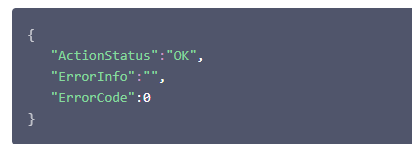 {
"ActionStatus":"OK",
"ErrorInfo":"",
"ErrorCode":0
}